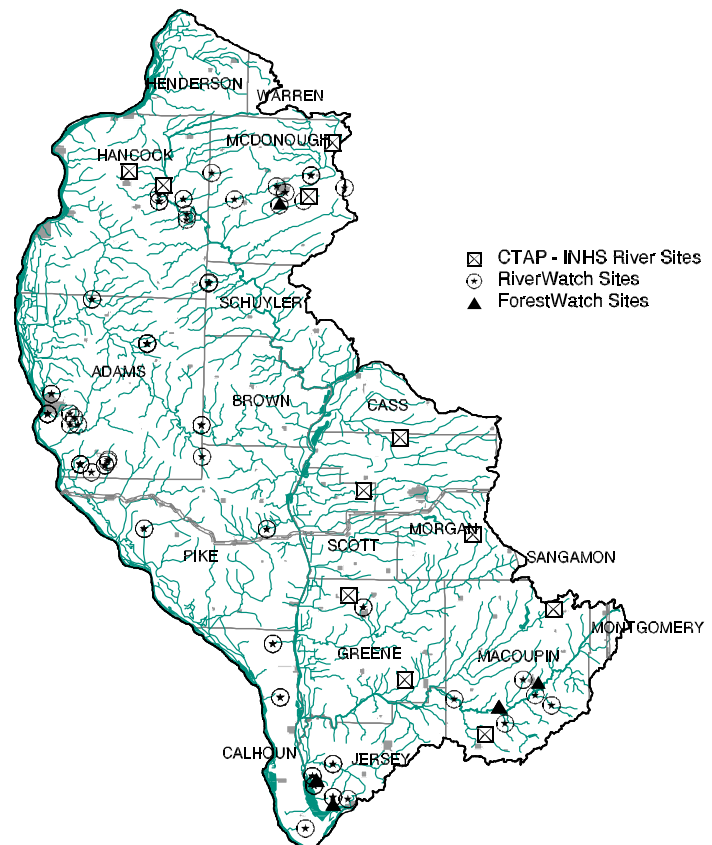 HENDERSON
WARREN
MCDONOUGH
HANCOCK
CTAP - INHS River Sites
RiverWatch Sites
ForestWatch Sites
SCHUYLER
ADAMS
BROWN
CASS
MORGAN
SCOTT
PIKE
SANGAMON
MONTGOMERY
GREENE
MACOUPIN
CALHOUN
JERSEY